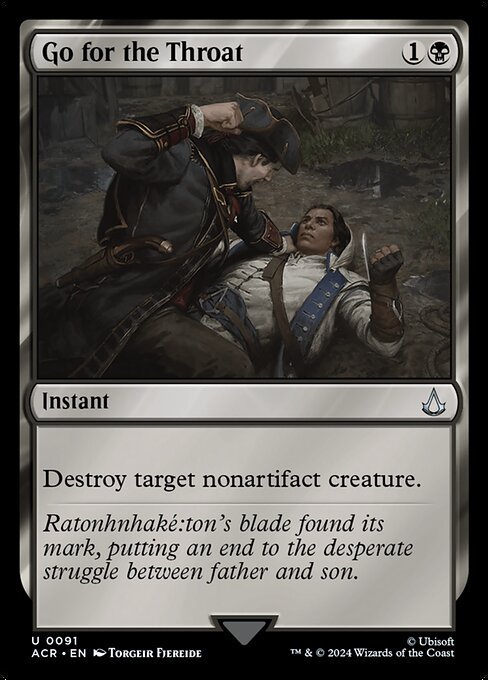 Go for the Throat 1
Instant
Destroy target nonartifact creature.
Ratonhnhaké:ton's blade found its
mark, putting an end to the desperate
struggle between father and son.
U 0091 © Ubisoft
ACR • EN Torgeir Fjereide ™ & © 2024 Wizards of the Coast